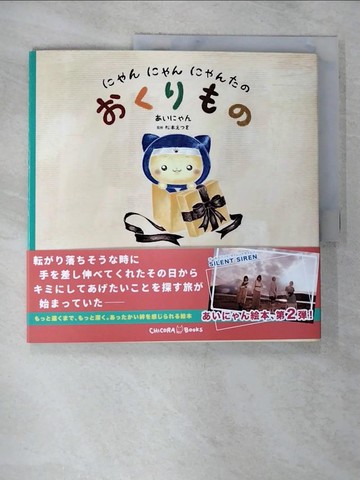 にゃん にゃん にゃんたの
おくりもの
あいにゃん
転がり落ちそうな時に
手を差し伸べてくれたその日から
キミにしてあげたいことを探す旅が
始まっていた――
もっと遠くまで、もっと深く、あったかい絆を感じられる絵本
SILENT SIREN
あいにゃん絵本、第2弾!!
CHICORA Books